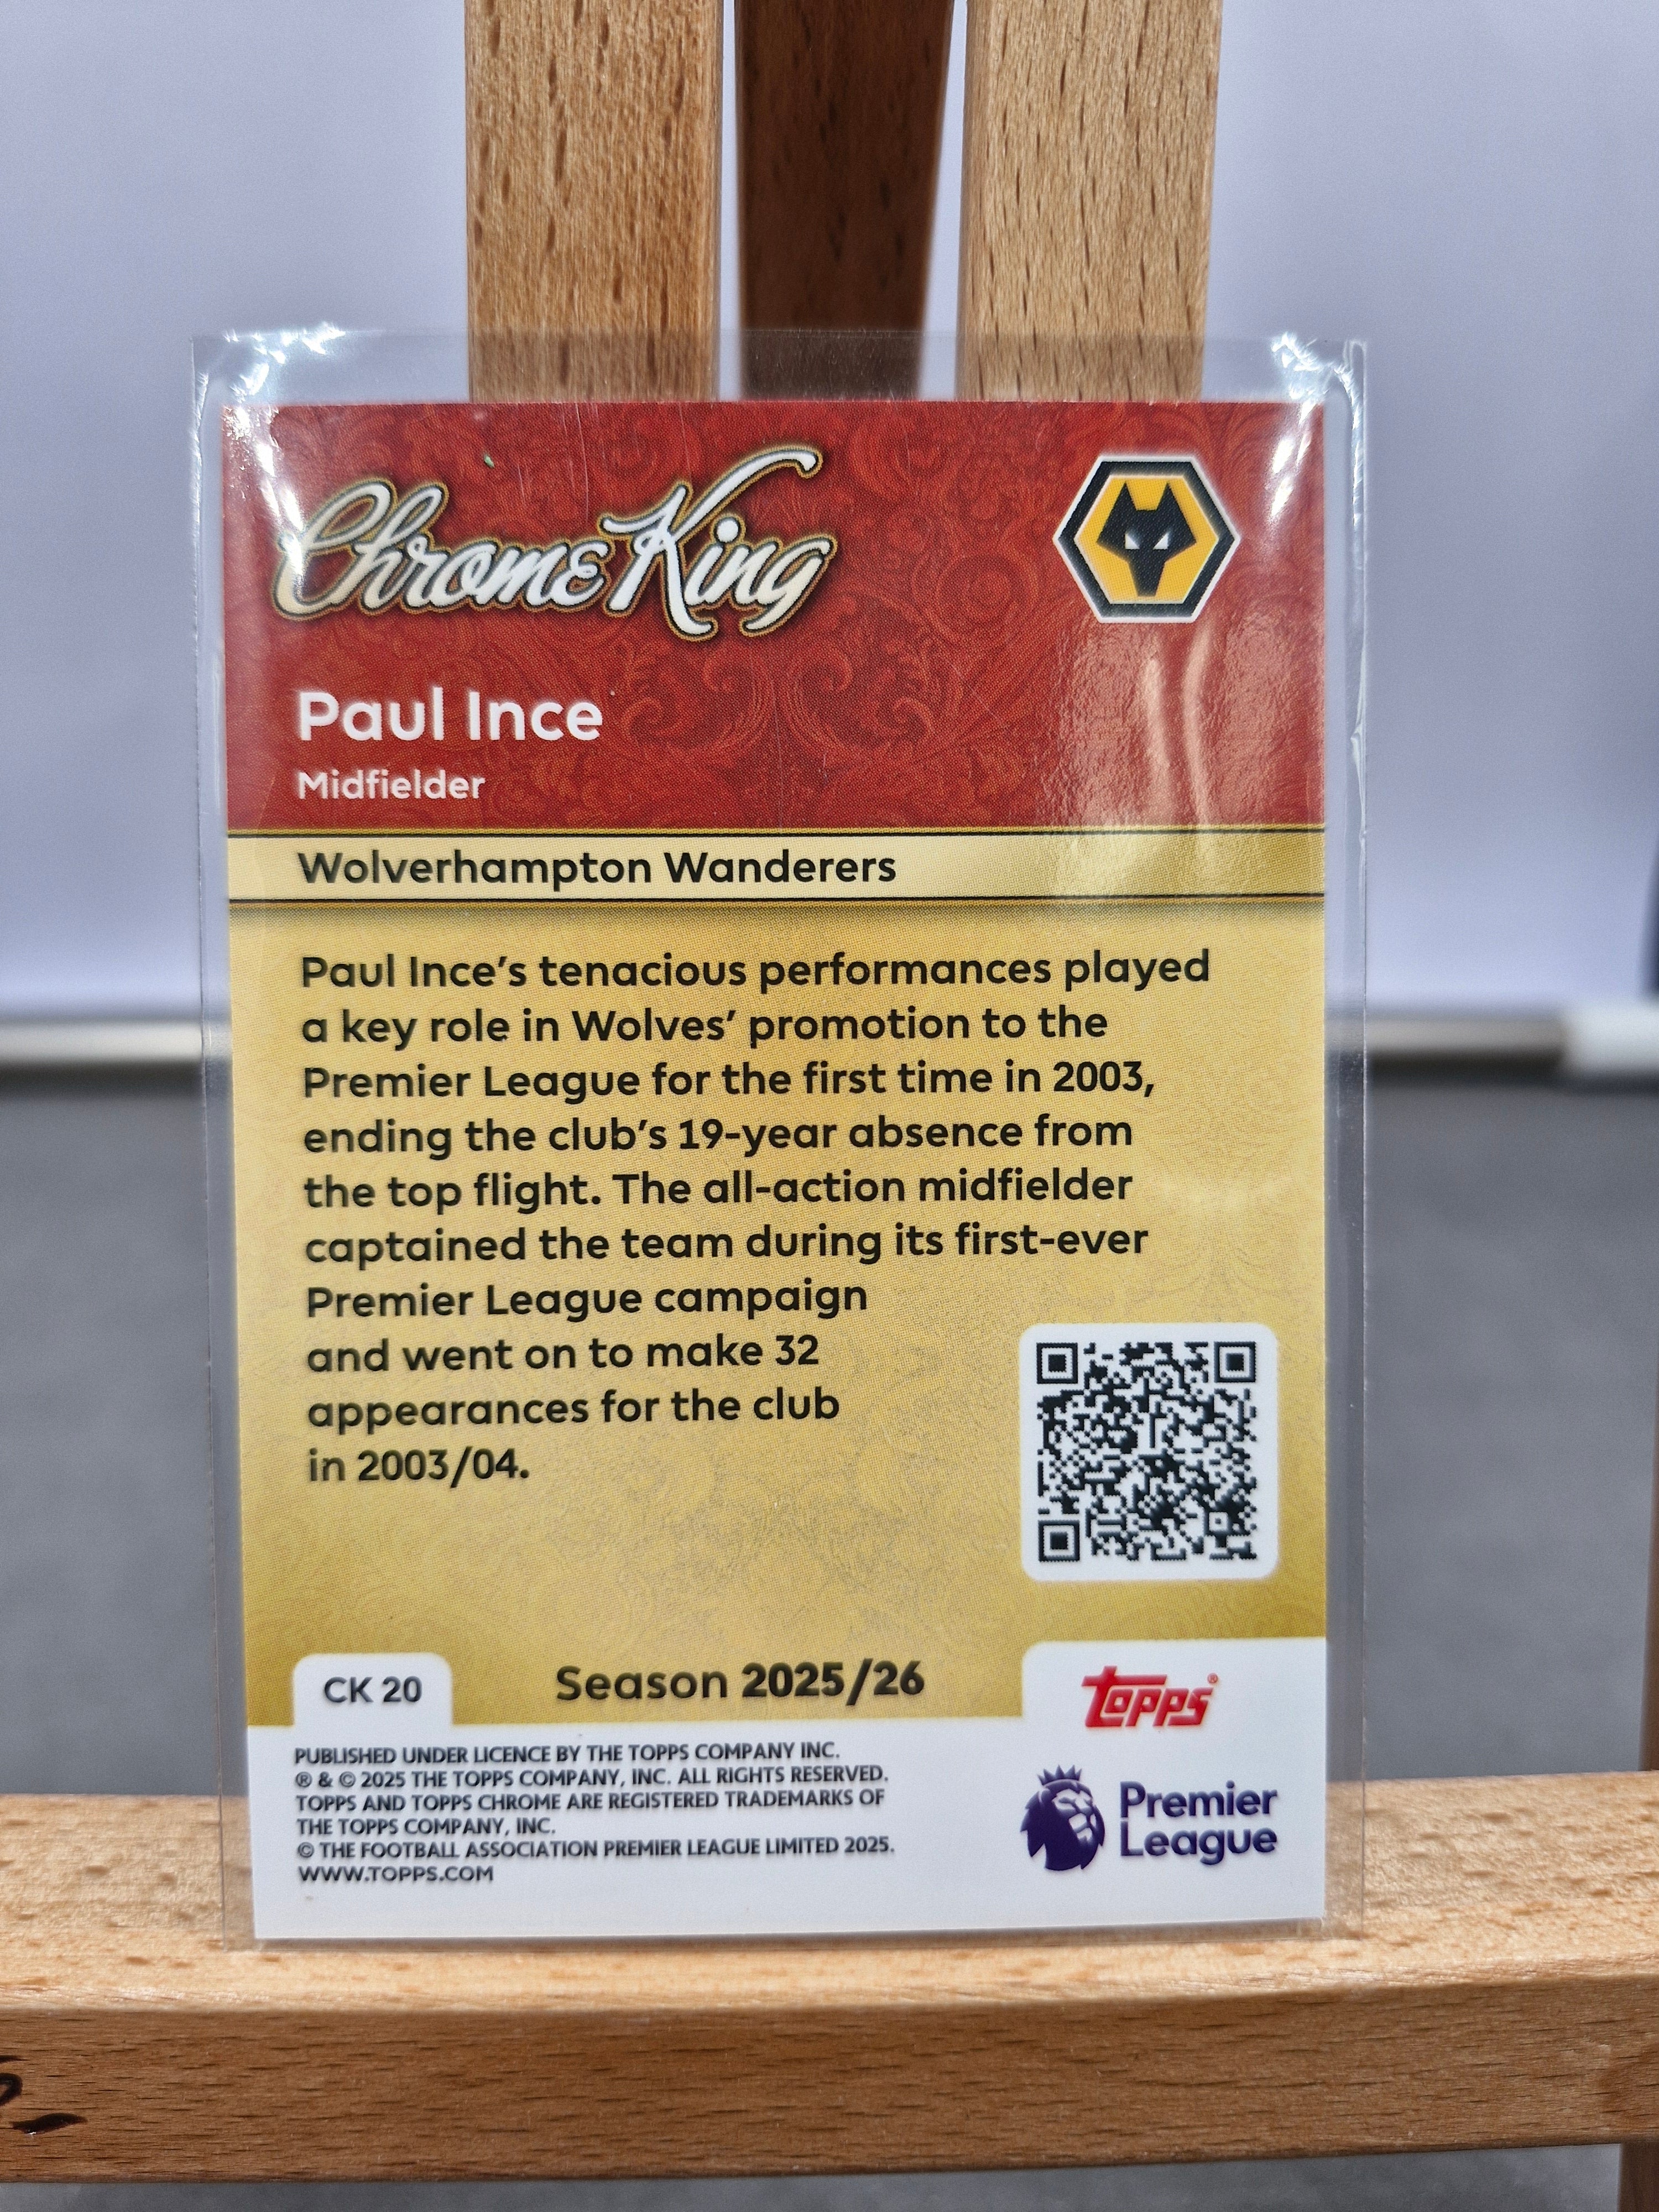 Chrome King
Paul Ince
Midfielder
Wolverhampton Wanderers
Paul Ince's tenacious performances played
a key role in Wolves' promotion to the
Premier League for the first time in 2003,
ending the club's 19-year absence from
the top flight. The all-action midfielder
captained the team during its first-ever
Premier League campaign
and went on to make 32
appearances for the club
in 2003/04.
CK 20
Season 2025/26
topps®
PUBLISHED UNDER LICENCE BY THE TOPPS COMPANY INC.
® & © 2025 THE TOPPS COMPANY, INC. ALL RIGHTS RESERVED.
TOPPS AND TOPPS CHROME ARE REGISTERED TRADEMARKS OF
THE TOPPS COMPANY, INC.
© THE FOOTBALL ASSOCIATION PREMIER LEAGUE LIMITED 2025.
WWW.TOPPS.COM
Premier
League